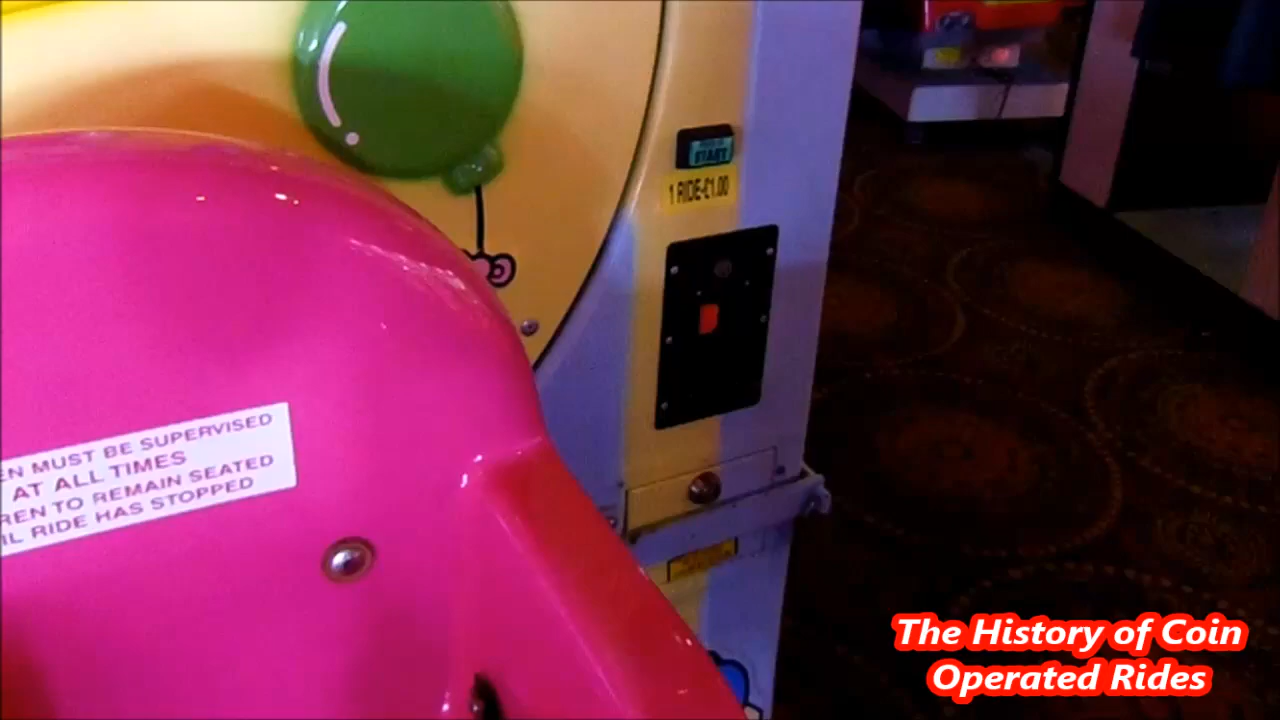 START
1 RIDE-£1.00
EN MUST BE SUPERVISED
AT ALL TIMES
REN TO REMAIN SEATED
IL RIDE HAS STOPPED
The History of Coin
Operated Rides